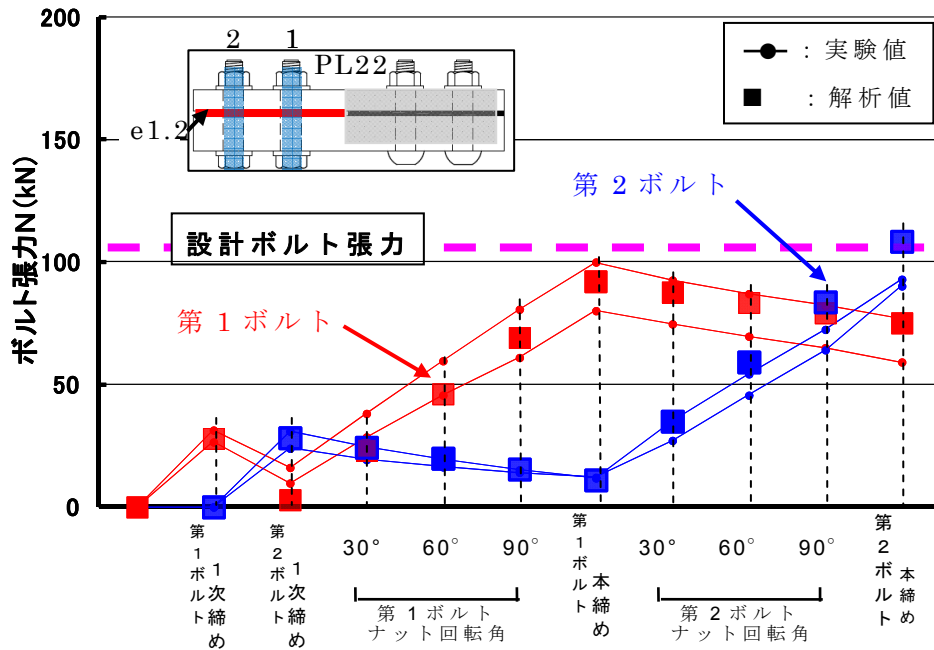 200
150
100
50
0
ボルト張力N(kN)
2 1
PL22
e1.2
: 実験値
: 解析値
第2ボルト
設計ボルト張力
第1ボルト
第1ボルト
1次締め
第2ボルト
1次締め
30° 60° 90°
第1ボルト
ナット回転角
第1ボルト
本締め
30° 60° 90°
第2ボルト
ナット回転角
第2ボルト
本締め